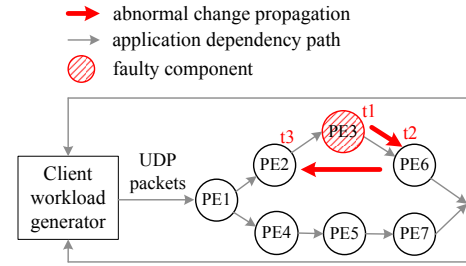 abnormal change propagation
application dependency path
faulty component
t1
t3
t2
PE3
UDP
packets
PE2
PE6
Client
workload
generator
PE1
PE4
PE5
PE7